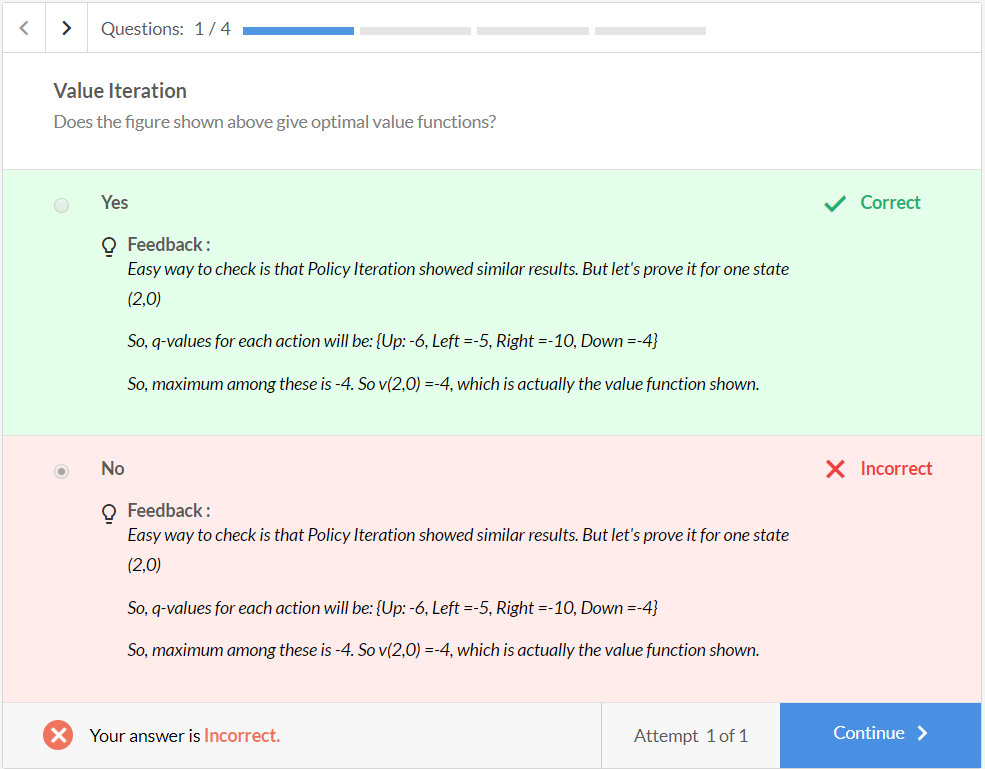 Questions: 1 / 4
Value Iteration
Does the figure shown above give optimal value functions?
Yes
Correct
Feedback :
Easy way to check is that Policy Iteration showed similar results. But let's prove it for one state
(2,0)
So, q-values for each action will be: {Up: -6, Left =-5, Right =-10, Down =-4}
So, maximum among these is -4. So v(2,0) =-4, which is actually the value function shown.
No
Incorrect
Feedback :
Easy way to check is that Policy Iteration showed similar results. But let's prove it for one state
(2,0)
So, q-values for each action will be: {Up: -6, Left =-5, Right =-10, Down =-4}
So, maximum among these is -4. So v(2,0) =-4, which is actually the value function shown.
Your answer is Incorrect.
Attempt 1 of 1
Continue